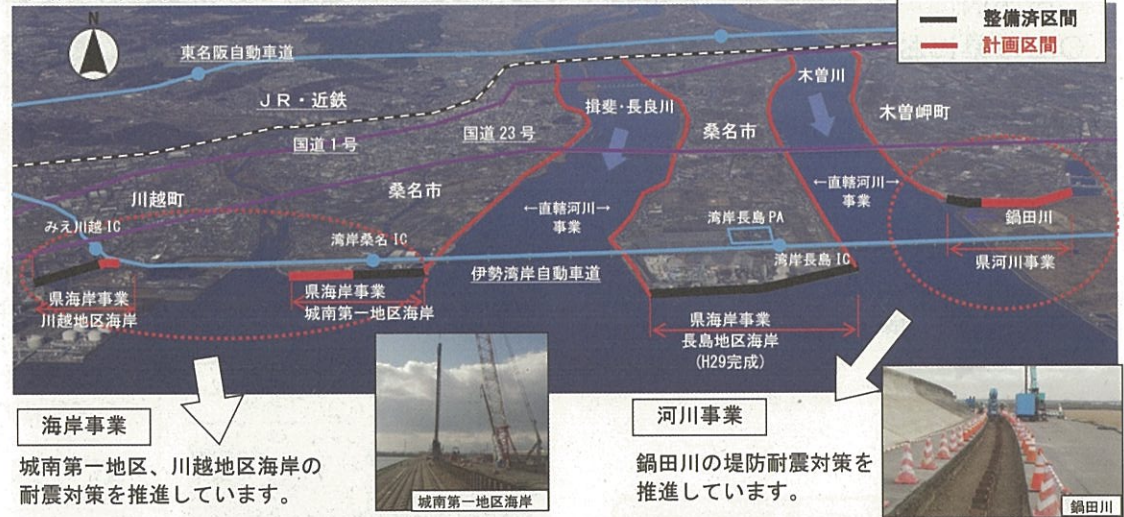 整備済区間
計画区間
N
東名阪自動車道
JR・近鉄
国道1号
国道23号
揖斐・長良川
木曽川
木曽岬町
桑名市
桑名市
川越町
みえ川越IC
湾岸桑名IC
←直轄河川→
事業
←直轄河川→
事業
湾岸長島PA
湾岸長島IC
伊勢湾岸自動車道
鍋田川
県河川事業
県海岸事業
川越地区海岸
県海岸事業
城南第一地区海岸
県海岸事業
長島地区海岸
(H29完成)
海岸事業
城南第一地区、川越地区海岸の
耐震対策を推進しています。
城南第一地区海岸
河川事業
鍋田川の堤防耐震対策を
推進しています。
鍋田川